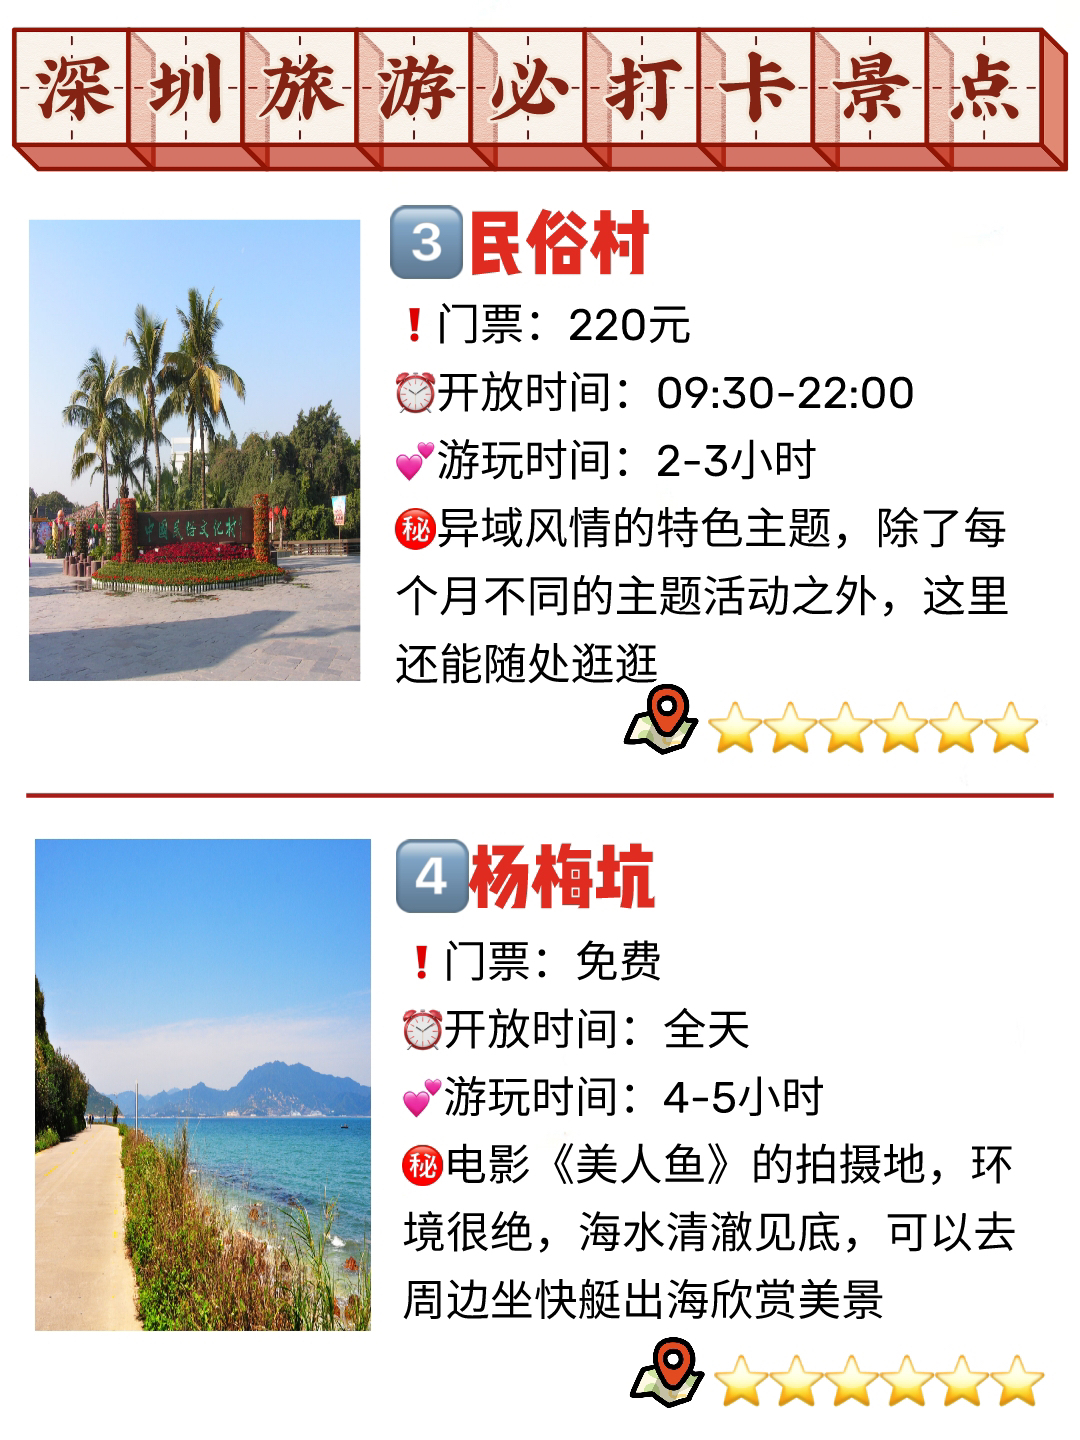 深圳旅游必打卡景点
3民俗村
❗门票：220元
⏰开放时间：09:30-22:00
💕游玩时间：2-3小时
㊙异域风情的特色主题，除了每
个月不同的主题活动之外，这里
还能随处逛逛
中国民俗文化村
4杨梅坑
❗门票：免费
⏰开放时间：全天
💕游玩时间：4-5小时
㊙电影《美人鱼》的拍摄地，环
境很绝，海水清澈见底，可以去
周边坐快艇出海欣赏美景